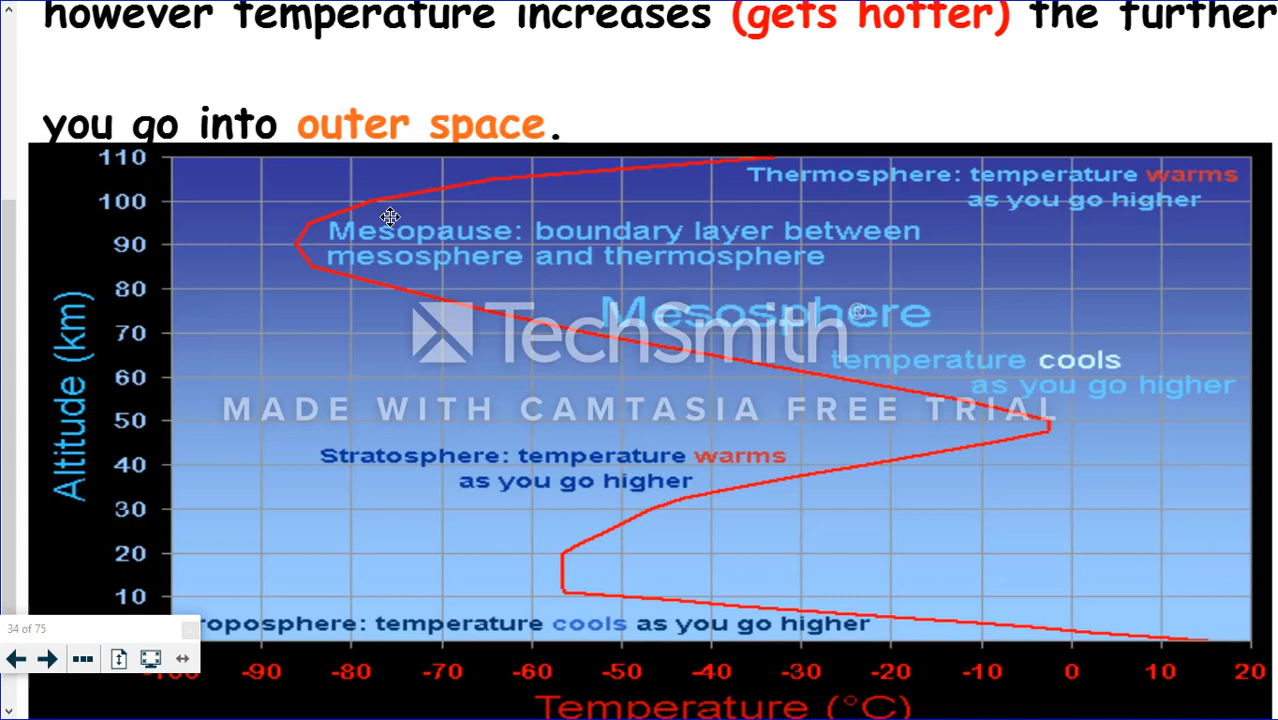 however temperature increases (gets hotter) the further
you go into outer space.
110
Thermosphere: temperature warms
as you go higher
100
Mesopause: boundary layer between
90
mesosphere and thermosphere
80
Mesosphere
TechSmith®
70
temperature cools
60
as you go higher
MADE WITH CAMTASIA FREE TRIAL
50
Altitude (km)
Stratosphere: temperature warms
40
as you go higher
30
20
10
roposphere: temperature cools as you go higher
34 of 75
-100 -90 -80 -70 -60 -50 -40 -30 -20 -10 0 10 20
Temperature (°C)